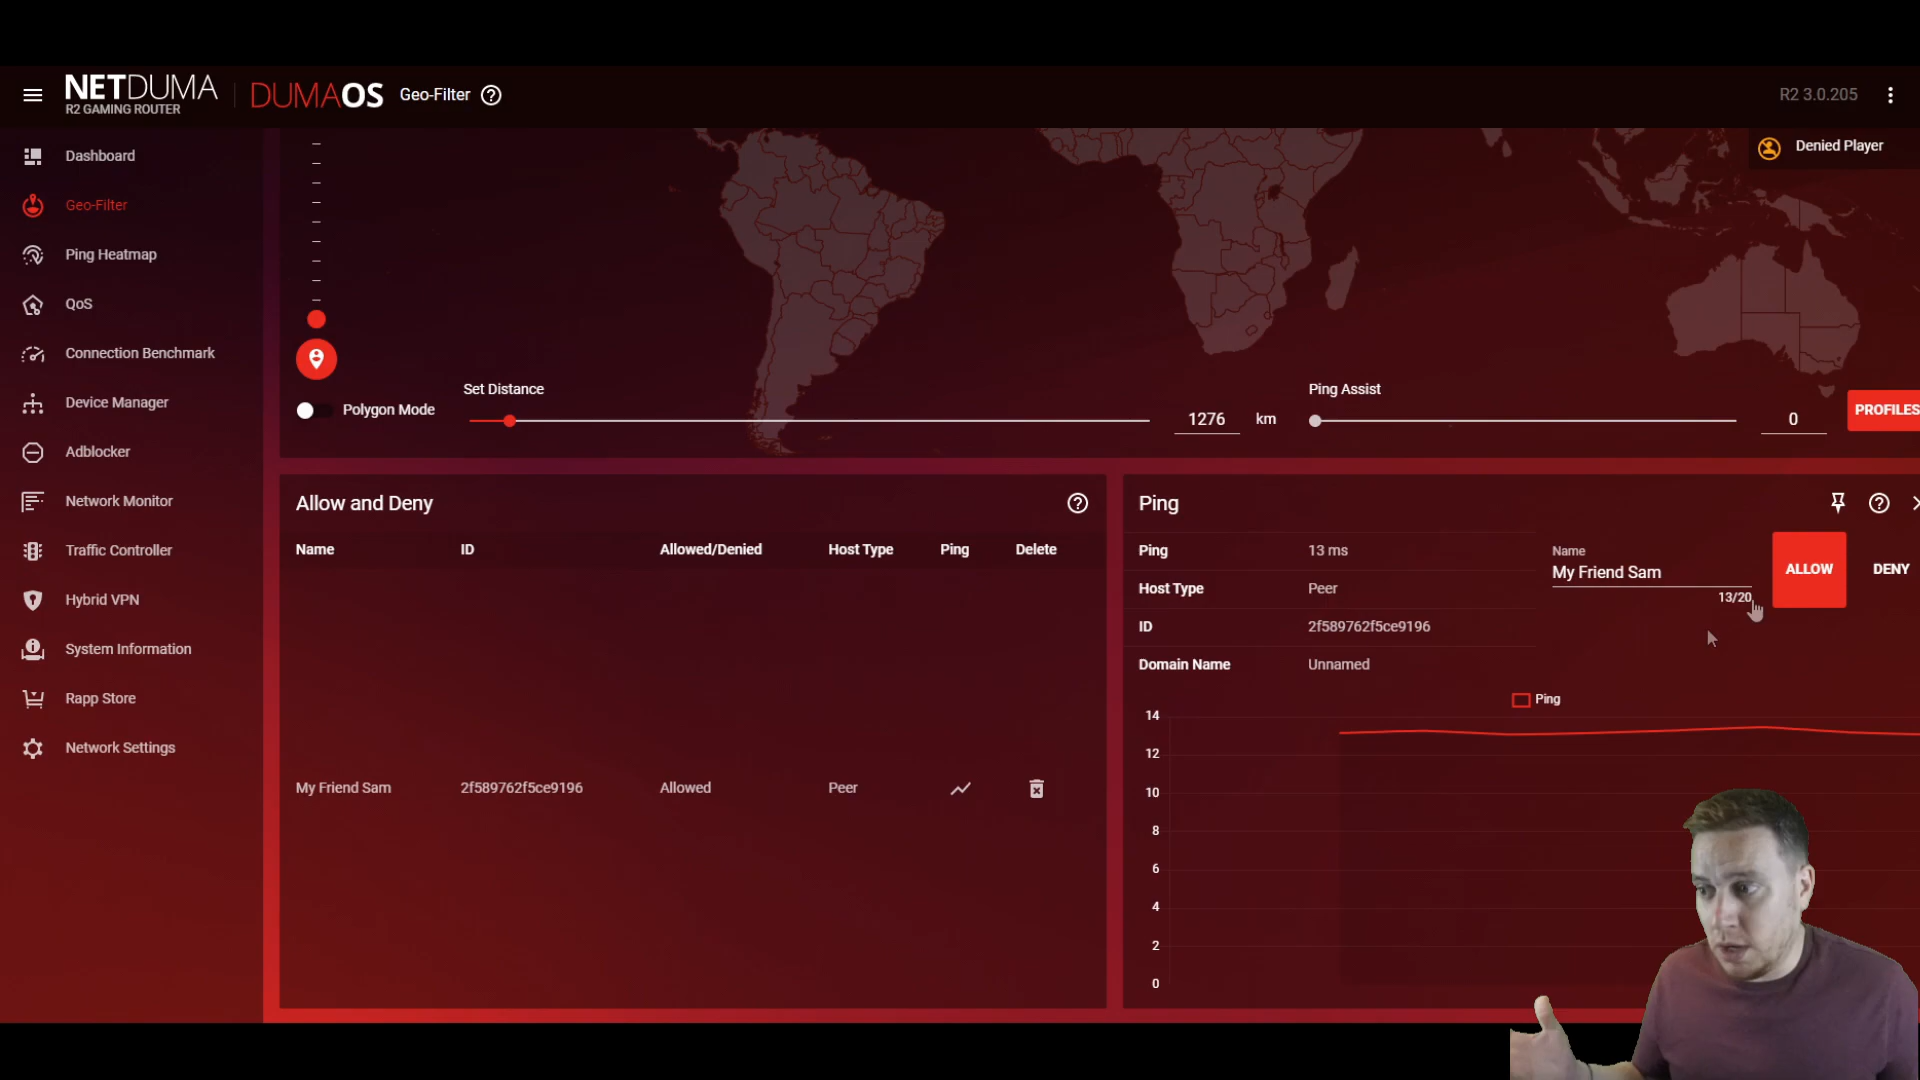 NETDUMA
R2 GAMING ROUTER
DUMAOS
Geo-Filter
R2 3.0.205
Dashboard
Geo-Filter
Ping Heatmap
QoS
Connection Benchmark
Device Manager
Adblocker
Network Monitor
Traffic Controller
Hybrid VPN
System Information
Rapp Store
Network Settings
Denied Player
Polygon Mode
Set Distance
1276 km
Ping Assist
0
PROFILES
Allow and Deny
Name ID Allowed/Denied Host Type Ping Delete
My Friend Sam 2f589762f5ce9196 Allowed Peer
Ping
Ping 13 ms
Host Type Peer
ID 2f589762f5ce9196
Domain Name Unnamed
Name
My Friend Sam
13/20
ALLOW
DENY
Ping
14
12
10
8
6
4
2
0